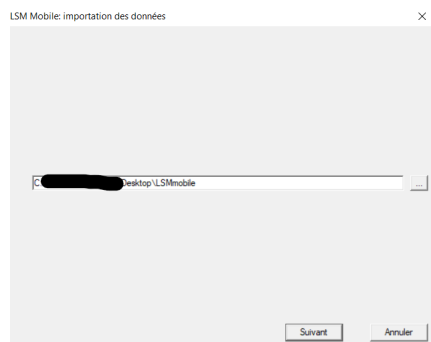 LSM Mobile: importation des données
C: Desktop\LSMmobile
...
Suivant
Annuler